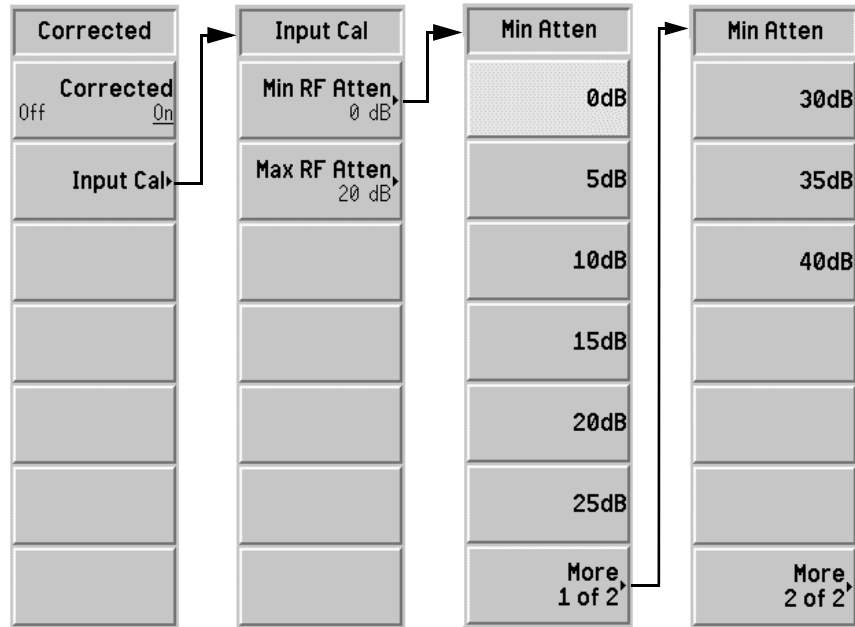 Corrected
Corrected
Off On
Input Cal
Input Cal
Min RF Atten
0 dB
Max RF Atten
20 dB
Min Atten
0dB
5dB
10dB
15dB
20dB
25dB
More
1 of 2
Min Atten
30dB
35dB
40dB
More
2 of 2